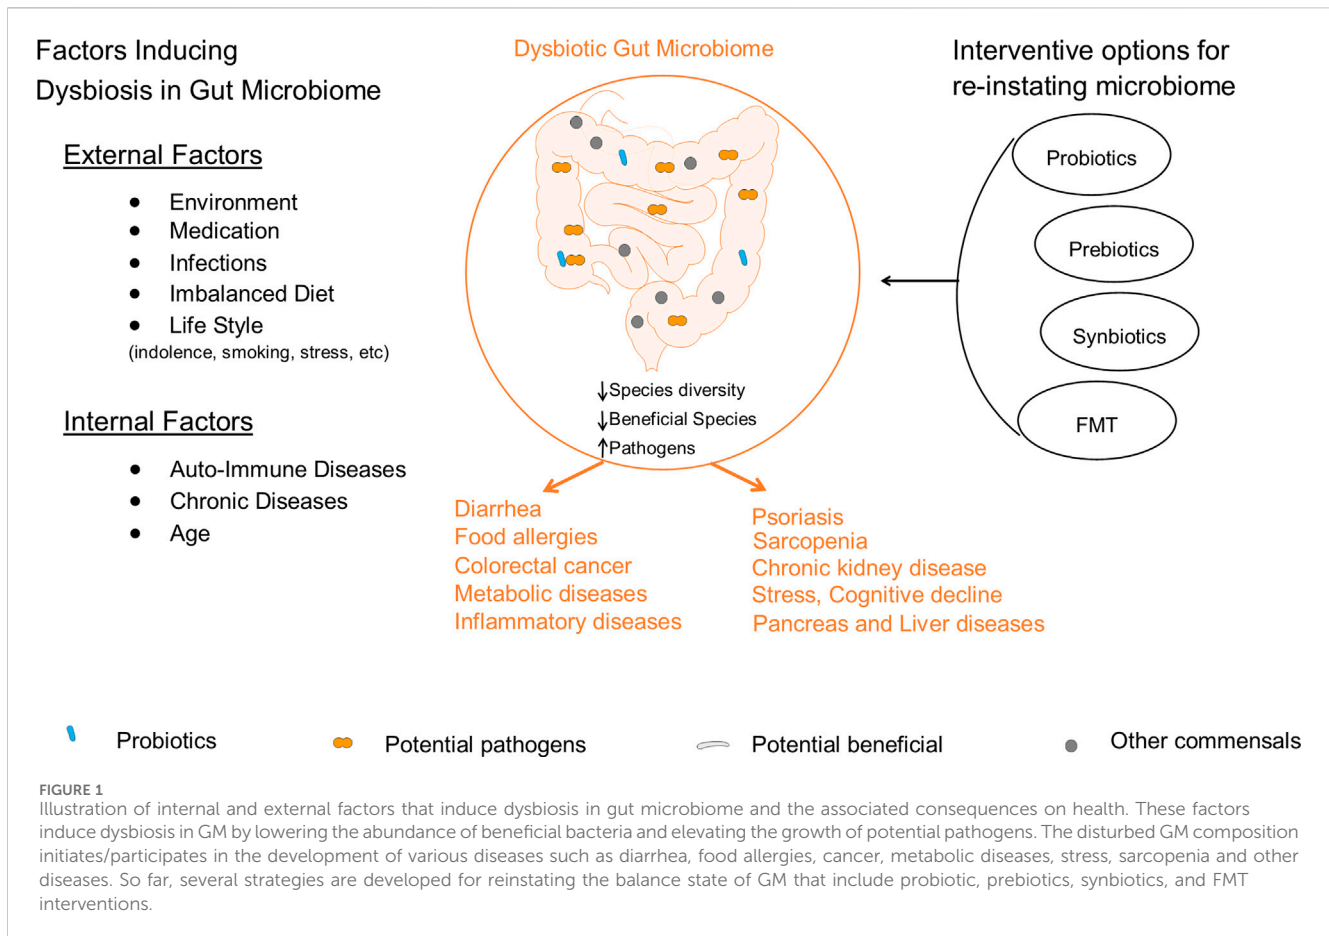 Factors Inducing
Dysbiosis in Gut Microbiome
External Factors
● Environment
● Medication
● Infections
● Imbalanced Diet
● Life Style
(indolence, smoking, stress, etc)
Internal Factors
● Auto-Immune Diseases
● Chronic Diseases
● Age
Dysbiotic Gut Microbiome
↓Species diversity
↓Beneficial Species
↑Pathogens
Diarrhea
Food allergies
Colorectal cancer
Metabolic diseases
Inflammatory diseases
Psoriasis
Sarcopenia
Chronic kidney disease
Stress, Cognitive decline
Pancreas and Liver diseases
Interventive options for
re-instating microbiome
Probiotics
Prebiotics
Synbiotics
FMT
Probiotics
Potential pathogens
Potential beneficial
Other commensals
FIGURE 1
Illustration of internal and external factors that induce dysbiosis in gut microbiome and the associated consequences on health. These factors
induce dysbiosis in GM by lowering the abundance of beneficial bacteria and elevating the growth of potential pathogens. The disturbed GM composition
initiates/participates in the development of various diseases such as diarrhea, food allergies, cancer, metabolic diseases, stress, sarcopenia and other
diseases. So far, several strategies are developed for reinstating the balance state of GM that include probiotic, prebiotics, synbiotics, and FMT
interventions.